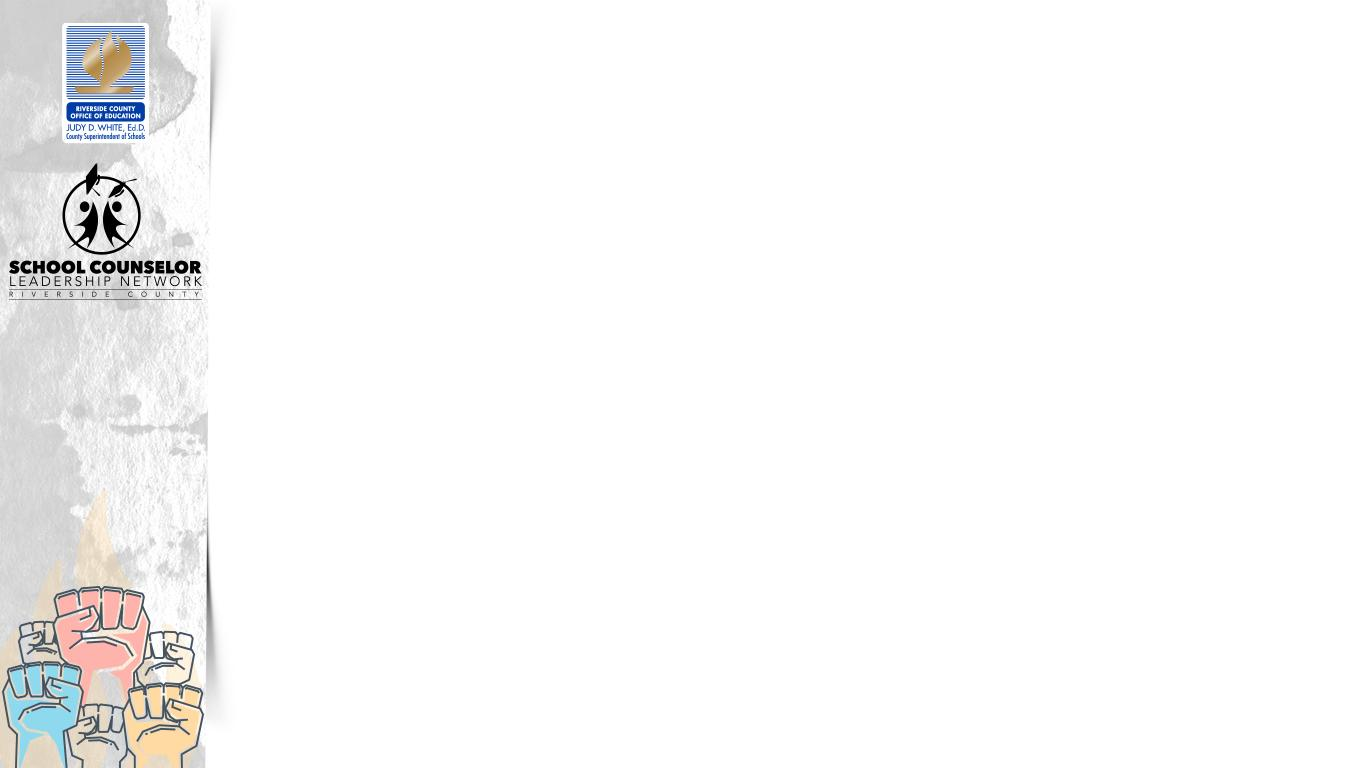 RIVERSIDE COUNTY
OFFICE OF EDUCATION
JUDY D. WHITE, Ed.D.
County Superintendent of Schools
SCHOOL COUNSELOR
LEADERSHIP NETWORK
RIVERSIDE COUNTY